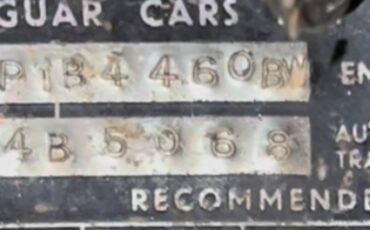 GUAR CARS
P1B4460BW EN
4B5068 AUT
TRA
&
RECOMMENDE